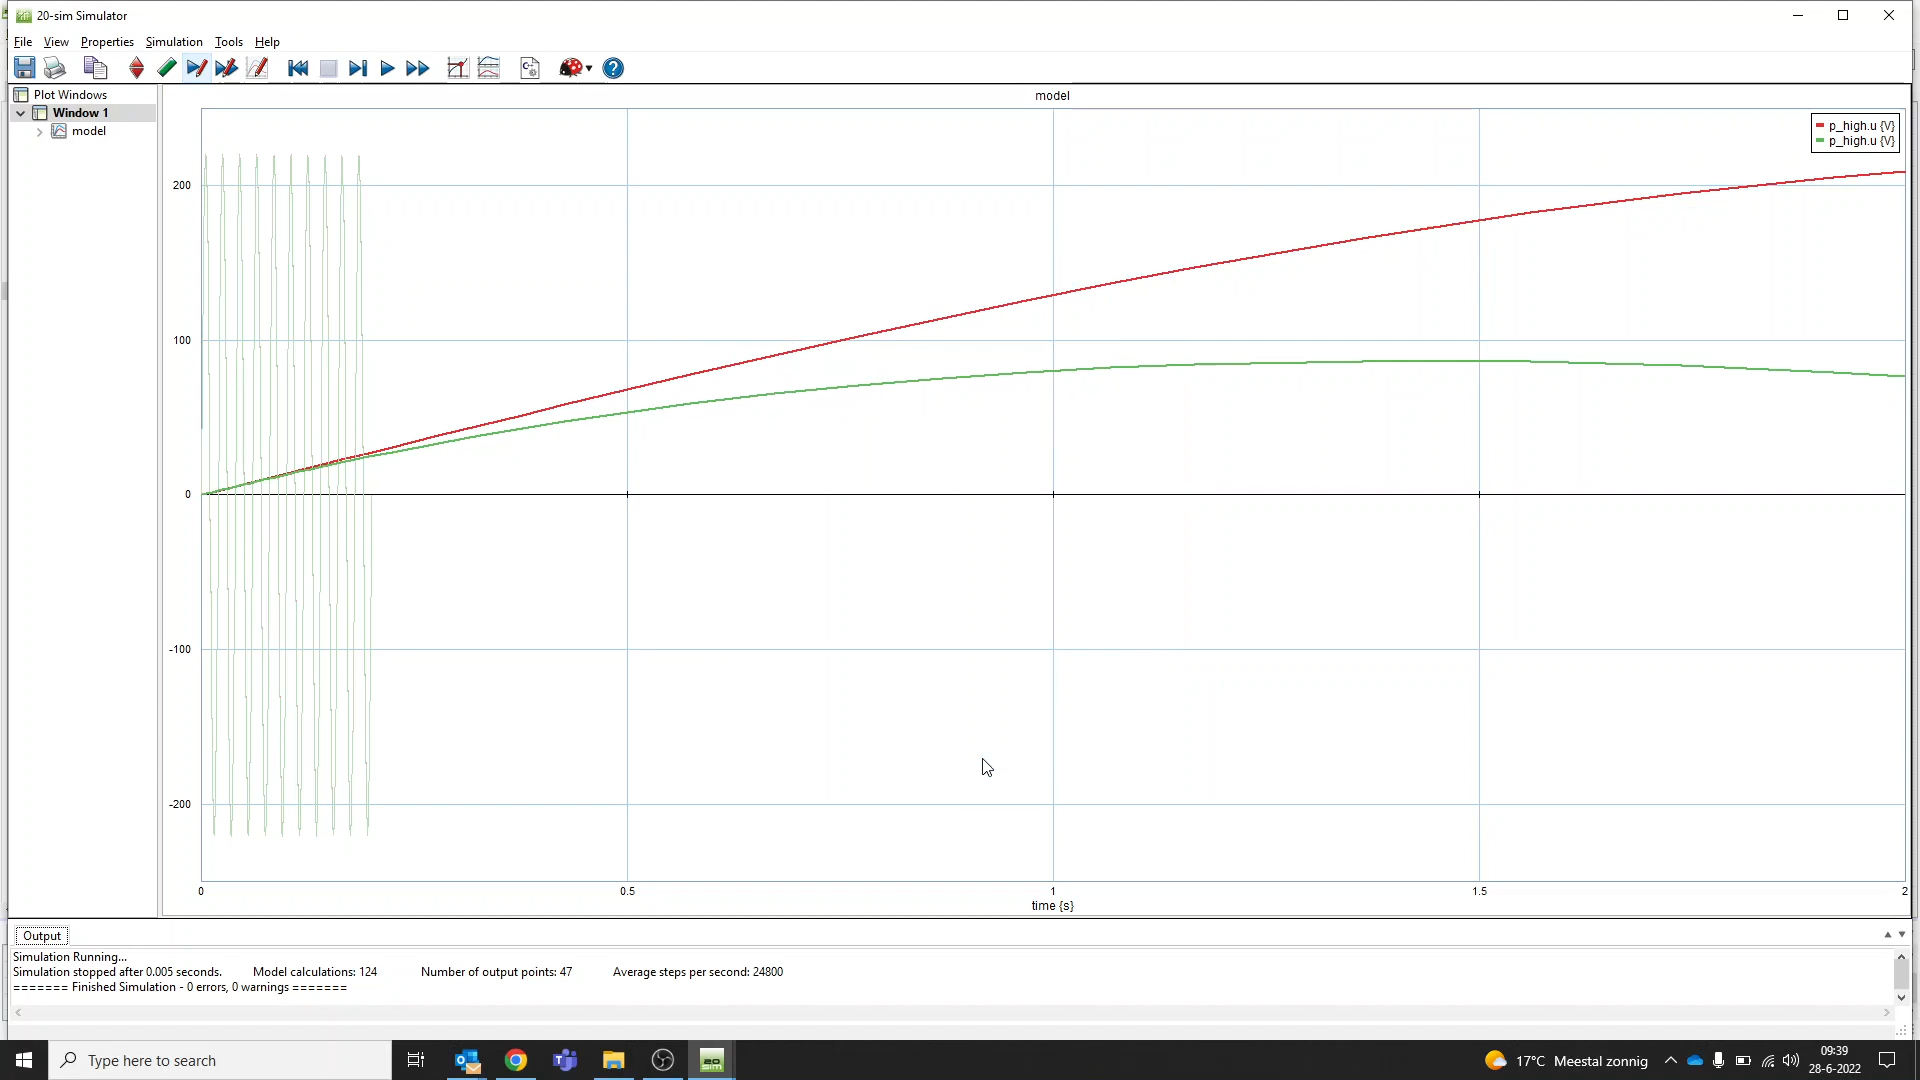 20-sim Simulator
File View Properties Simulation Tools Help
Plot Windows
Window 1
model
model
p_high.u {V}
p_high.u {V}
200
100
0
-100
-200
0 0.5 1 1.5 2
time {s}
Output
Simulation Running...
Simulation stopped after 0.005 seconds. Model calculations: 124 Number of output points: 47 Average steps per second: 24800
======= Finished Simulation - 0 errors, 0 warnings =======
Type here to search
20 sim
17°C Meestal zonnig
09:39
28-6-2022